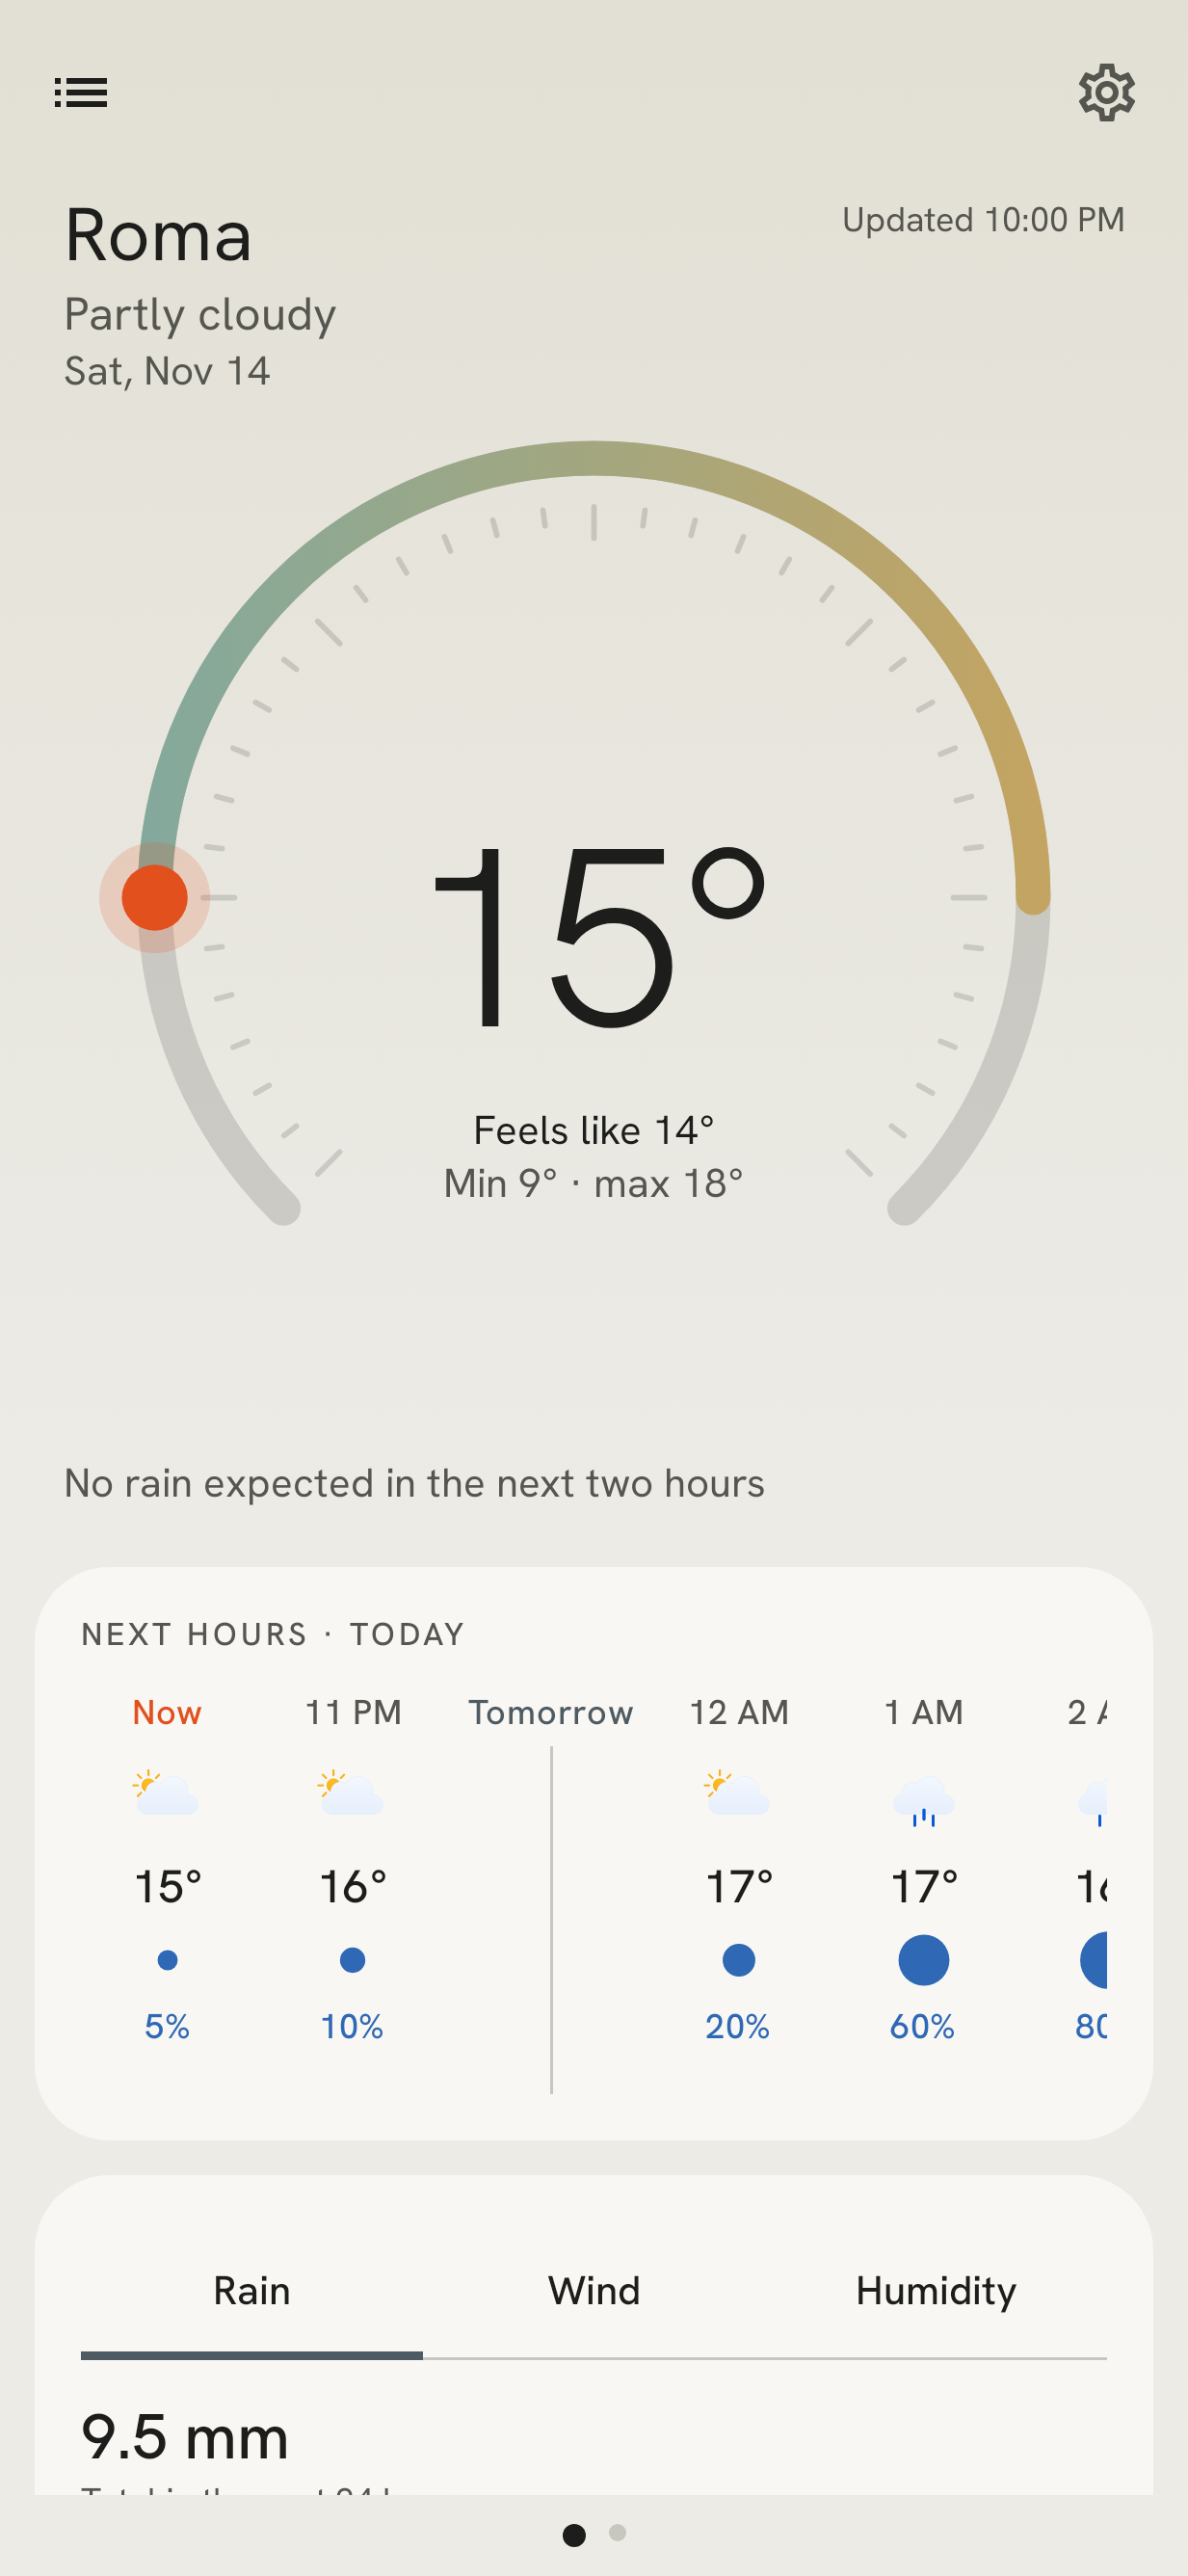 Roma
Updated 10:00 PM
Partly cloudy
Sat, Nov 14
15°
Feels like 14°
Min 9° · max 18°
No rain expected in the next two hours
NEXT HOURS · TODAY
Now 11 PM Tomorrow 12 AM 1 AM 2
15° 16° 17° 17°
5% 10% 20% 60%
Rain Wind Humidity
9.5 mm